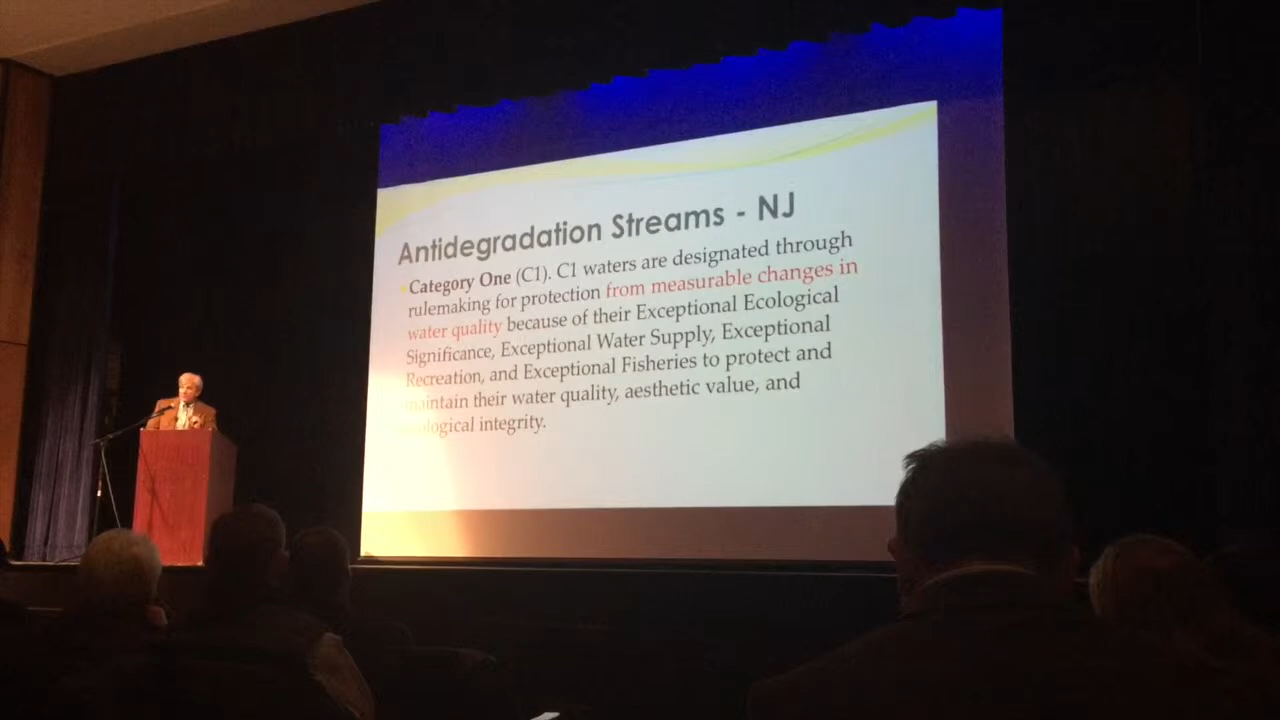 Antidegradation Streams - NJ
Category One (C1). C1 waters are designated through
rulemaking for protection from measurable changes in
water quality because of their Exceptional Ecological
Significance, Exceptional Water Supply, Exceptional
Recreation, and Exceptional Fisheries to protect and
maintain their water quality, aesthetic value, and
integrity.